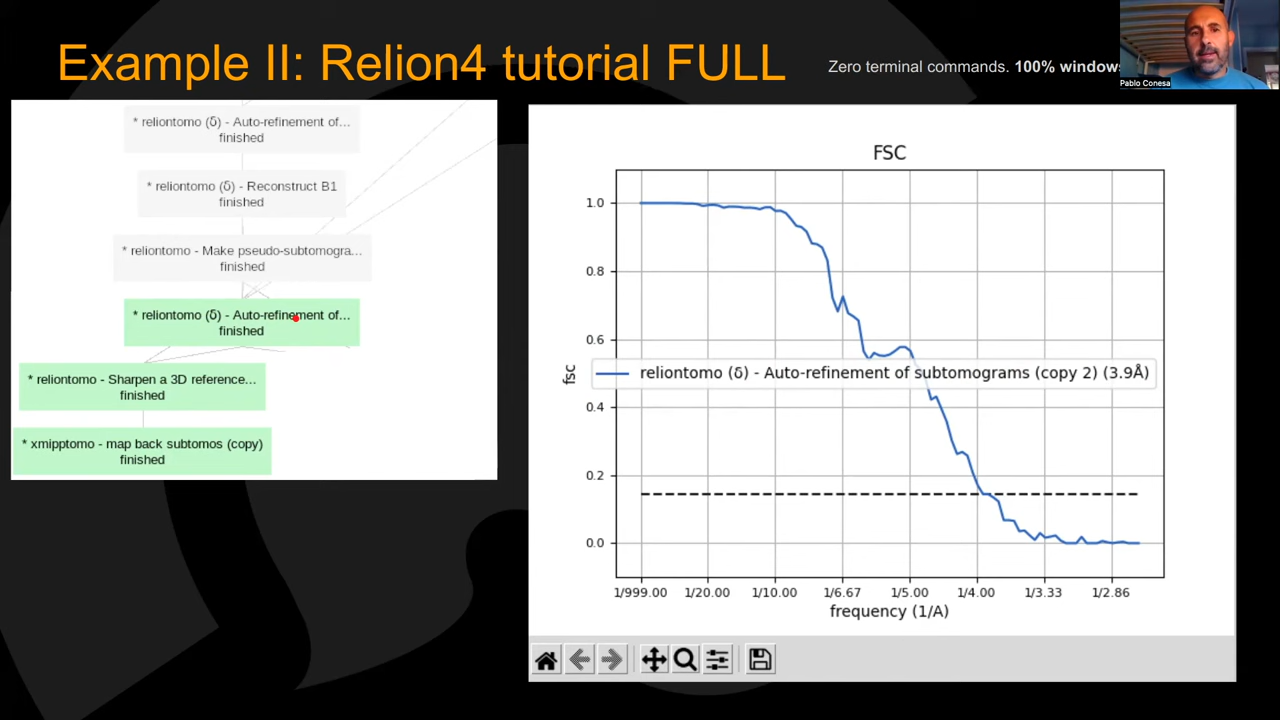 Example II: Relion4 tutorial FULL
Zero terminal commands. 100% window
Pablo Conesa
* reliontomo (δ) - Auto-refinement of...
finished
* reliontomo (δ) - Reconstruct B1
finished
* reliontomo - Make pseudo-subtomogra...
finished
* reliontomo (δ) - Auto-refinement of...
finished
* reliontomo - Sharpen a 3D reference...
finished
* xmipptomo - map back subtomos (copy)
finished
FSC
1.0
0.8
0.6
0.4
0.2
0.0
fsc
reliontomo (δ) - Auto-refinement of subtomograms (copy 2) (3.9Å)
1/999.00 1/20.00 1/10.00 1/6.67 1/5.00 1/4.00 1/3.33 1/2.86
frequency (1/A)